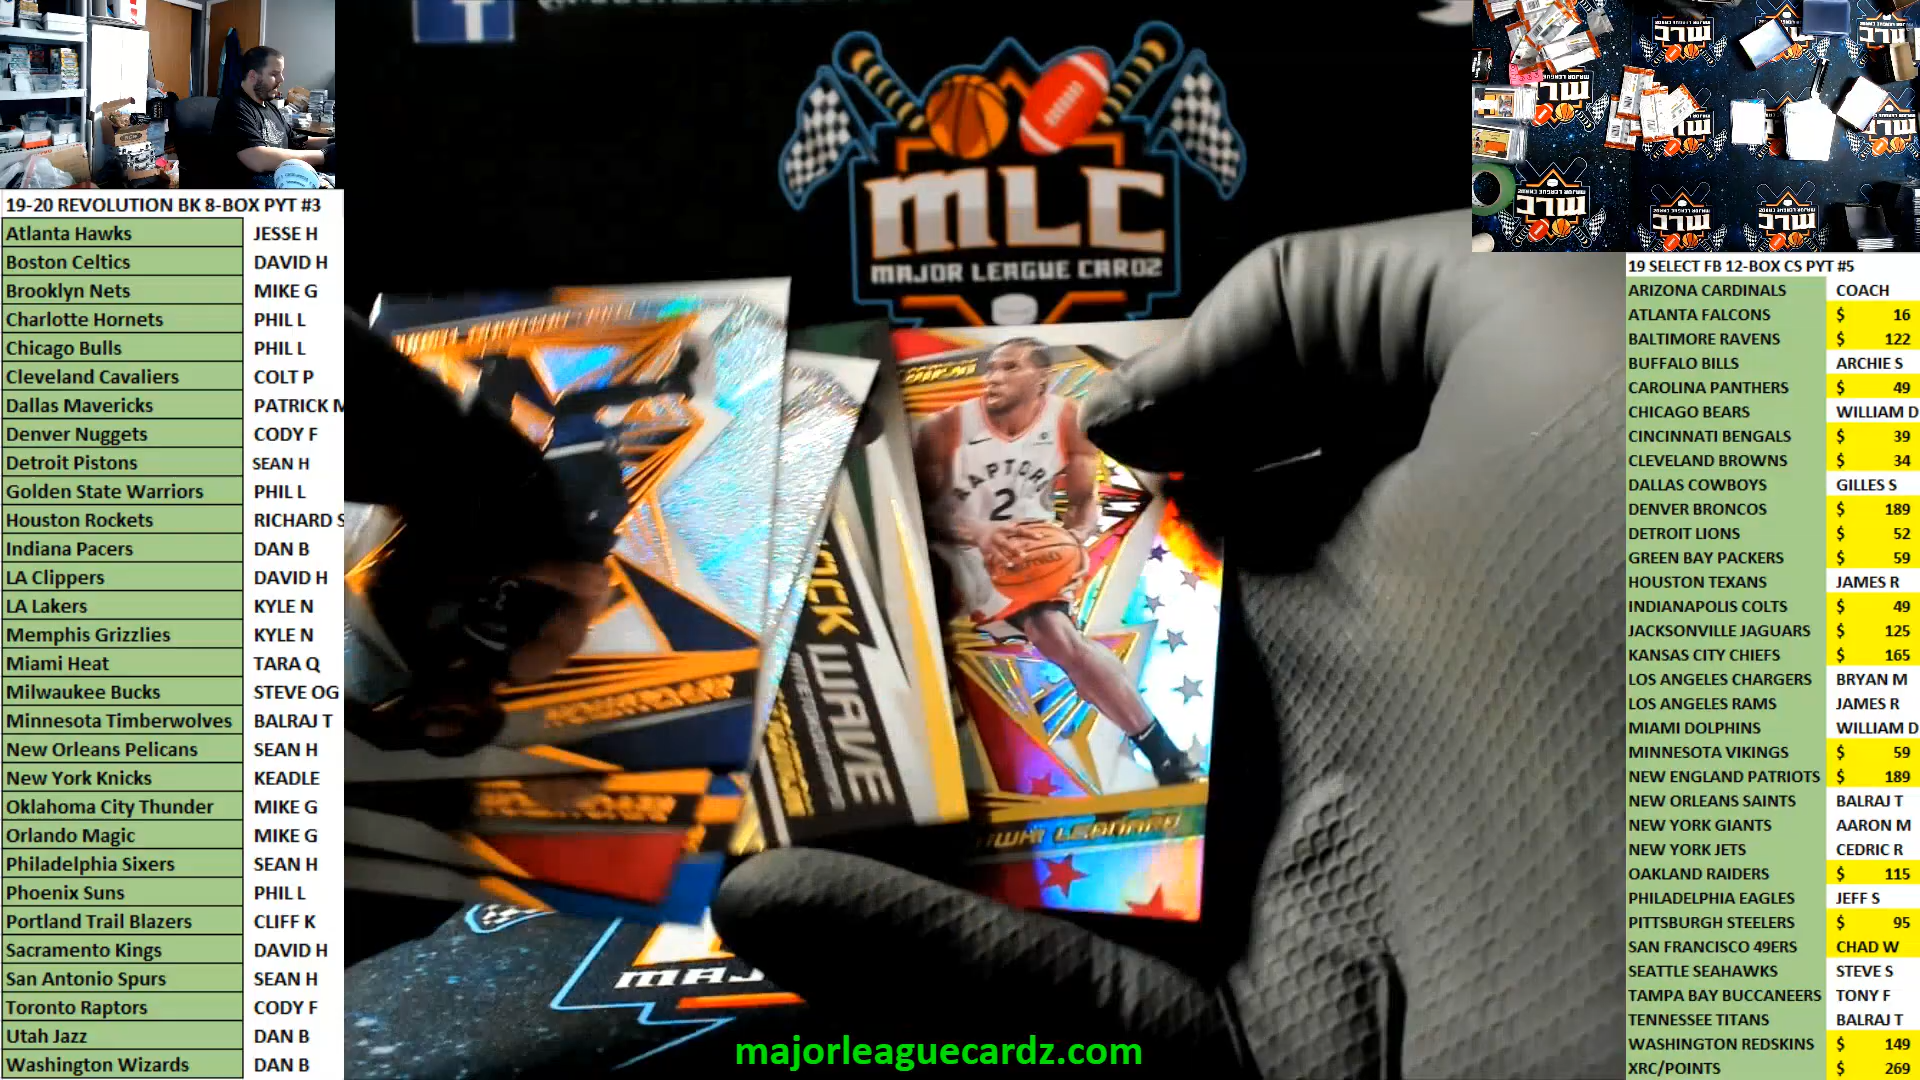 19-20 REVOLUTION BK 8-BOX PYT #3
Atlanta Hawks JESSE H
Boston Celtics DAVID H
Brooklyn Nets MIKE G
Charlotte Hornets PHIL L
Chicago Bulls PHIL L
Cleveland Cavaliers COLT P
Dallas Mavericks PATRICK M
Denver Nuggets CODY F
Detroit Pistons SEAN H
Golden State Warriors PHIL L
Houston Rockets RICHARD S
Indiana Pacers DAN B
LA Clippers DAVID H
LA Lakers KYLE N
Memphis Grizzlies KYLE N
Miami Heat TARA Q
Milwaukee Bucks STEVE OG
Minnesota Timberwolves BALRAJ T
New Orleans Pelicans SEAN H
New York Knicks KEADLE
Oklahoma City Thunder MIKE G
Orlando Magic MIKE G
Philadelphia Sixers SEAN H
Phoenix Suns PHIL L
Portland Trail Blazers CLIFF K
Sacramento Kings DAVID H
San Antonio Spurs SEAN H
Toronto Raptors CODY F
Utah Jazz DAN B
Washington Wizards DAN B
MLC
MAJOR LEAGUE CARDZ
RAPTORS
2
WAVE
LEONARD
majorleaguecardz.com
MLC
MLC
MLC
MLC
MLC
19 SELECT FB 12-BOX CS PYT #5
ARIZONA CARDINALS COACH
ATLANTA FALCONS $ 16
BALTIMORE RAVENS $ 122
BUFFALO BILLS ARCHIE S
CAROLINA PANTHERS $ 49
CHICAGO BEARS WILLIAM D
CINCINNATI BENGALS $ 39
CLEVELAND BROWNS $ 34
DALLAS COWBOYS GILLES S
DENVER BRONCOS $ 189
DETROIT LIONS $ 52
GREEN BAY PACKERS $ 59
HOUSTON TEXANS JAMES R
INDIANAPOLIS COLTS $ 49
JACKSONVILLE JAGUARS $ 125
KANSAS CITY CHIEFS $ 165
LOS ANGELES CHARGERS BRYAN M
LOS ANGELES RAMS JAMES R
MIAMI DOLPHINS WILLIAM D
MINNESOTA VIKINGS $ 59
NEW ENGLAND PATRIOTS $ 189
NEW ORLEANS SAINTS BALRAJ T
NEW YORK GIANTS AARON M
NEW YORK JETS CEDRIC R
OAKLAND RAIDERS $ 115
PHILADELPHIA EAGLES JEFF S
PITTSBURGH STEELERS $ 95
SAN FRANCISCO 49ERS CHAD W
SEATTLE SEAHAWKS STEVE S
TAMPA BAY BUCCANEERS TONY F
TENNESSEE TITANS BALRAJ T
WASHINGTON REDSKINS $ 149
XRC/POINTS $ 269